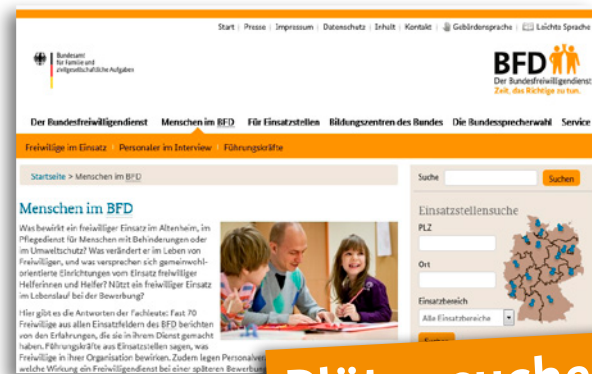 Start | Presse | Impressum | Datenschutz | Inhalt | Kontakt | Gebärdensprache | Leichte Sprache
Bundesamt
für Familie und
zivilgesellschaftliche Aufgaben
BFD
Der Bundesfreiwilligendienst
Zeit, das Richtige zu tun.
Der Bundesfreiwilligendienst Menschen im BFD Für Einsatzstellen Bildungszentren des Bundes Die Bundessprecherwahl Service
Freiwillige im Einsatz | Personaler im Interview | Führungskräfte
Startseite > Menschen im BFD
Menschen im BFD
Was bewirkt ein freiwilliger Einsatz im Altenheim, im
Pflegedienst für Menschen mit Behinderungen oder
im Umweltschutz? Was verändert er im Leben von
Freiwilligen, und was versprechen sich gemeinwohl-
orientierte Einrichtungen vom Einsatz freiwilliger
Helferinnen und Helfer? Nützt ein freiwilliger Einsatz
im Lebenslauf bei der Bewerbung?
Hier gibt es die Antworten der Fachleute: Fast 70
Freiwillige aus allen Einsatzfeldern des BFD berichten
von den Erfahrungen, die sie in ihrem Dienst gemacht
haben. Führungskräfte aus Einsatzstellen sagen, was
Freiwillige in ihrer Organisation bewirken. Zudem legen
welche Wirkung ein Freiwilligendienst bei einer späteren Bewerbung
Suche Suchen
Einsatzstellensuche
PLZ
Ort
Einsatzbereich
Alle Einsatzbereiche